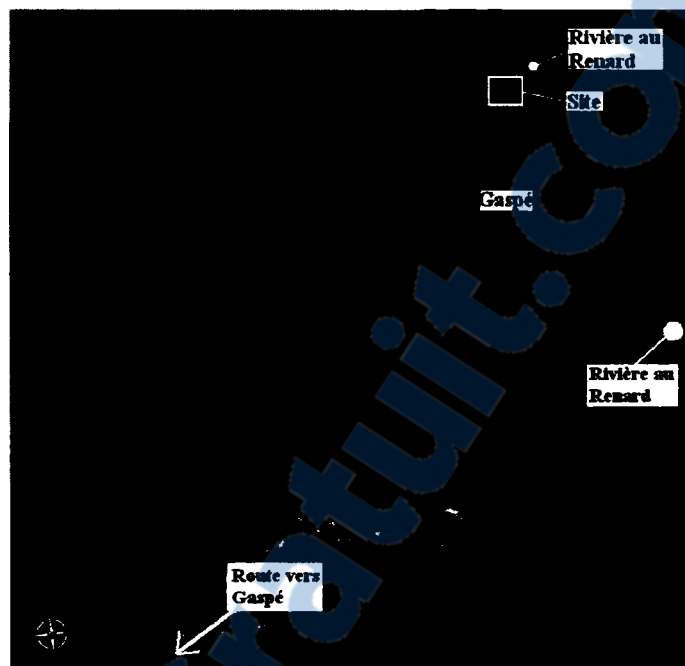 Rivière au
Renard
Site
Gaspé
Rivière au
Renard
Route vers
Gaspé